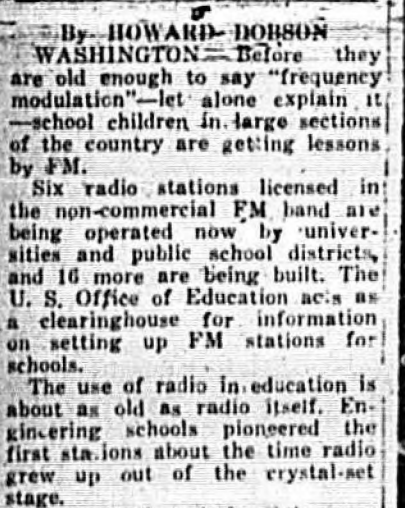 By HOWARD DOBSON
WASHINGTON—Before they
are old enough to say "frequency
modulation"—let alone explain it
—school children in large sections
of the country are getting lessons
by FM.
Six radio stations licensed in
the non-commercial FM band are
being operated now by univer-
sities and public school districts,
and 16 more are being built. The
U. S. Office of Education acts as
a clearinghouse for information
on setting up FM stations for
schools.
The use of radio in education is
about as old as radio itself. En-
gineering schools pioneered the
first stations about the time radio
grew up out of the crystal-set
stage.